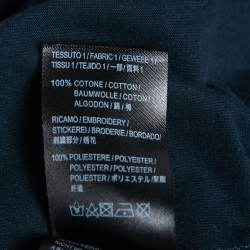 TESSUTO 1 / FABRIC 1 / GEWEBE 1 /
TISSU 1 / TEJIDO 1 / 一部 / 面料 1
100% COTONE / COTTON /
BAUMWOLLE / COTON /
ALGODON / 綿 / 棉
RICAMO / EMBROIDERY /
STICKEREI / BRODERIE / BORDADO/
刺繍部分 / 绣花
100% POLIESTERE / POLYESTER /
POLYESTER / POLYESTER /
POLIESTER / ポリエステル / 聚酯
纤维